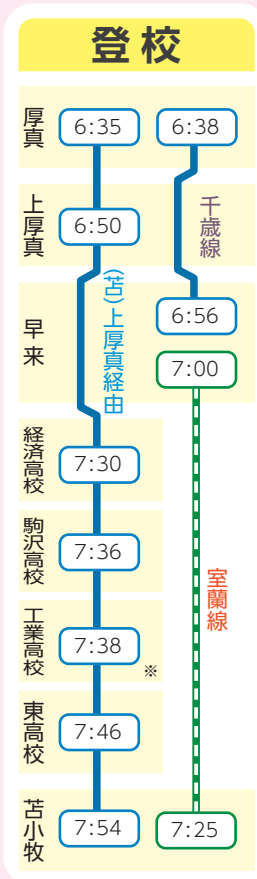 登校
厚真
6:35
6:38
上厚真
6:50
千歳線
(苫)上厚真経由
早来
6:56
7:00
経済高校
7:30
駒沢高校
7:36
室蘭線
工業高校
7:38
※
東高校
7:46
苫小牧
7:54
7:25